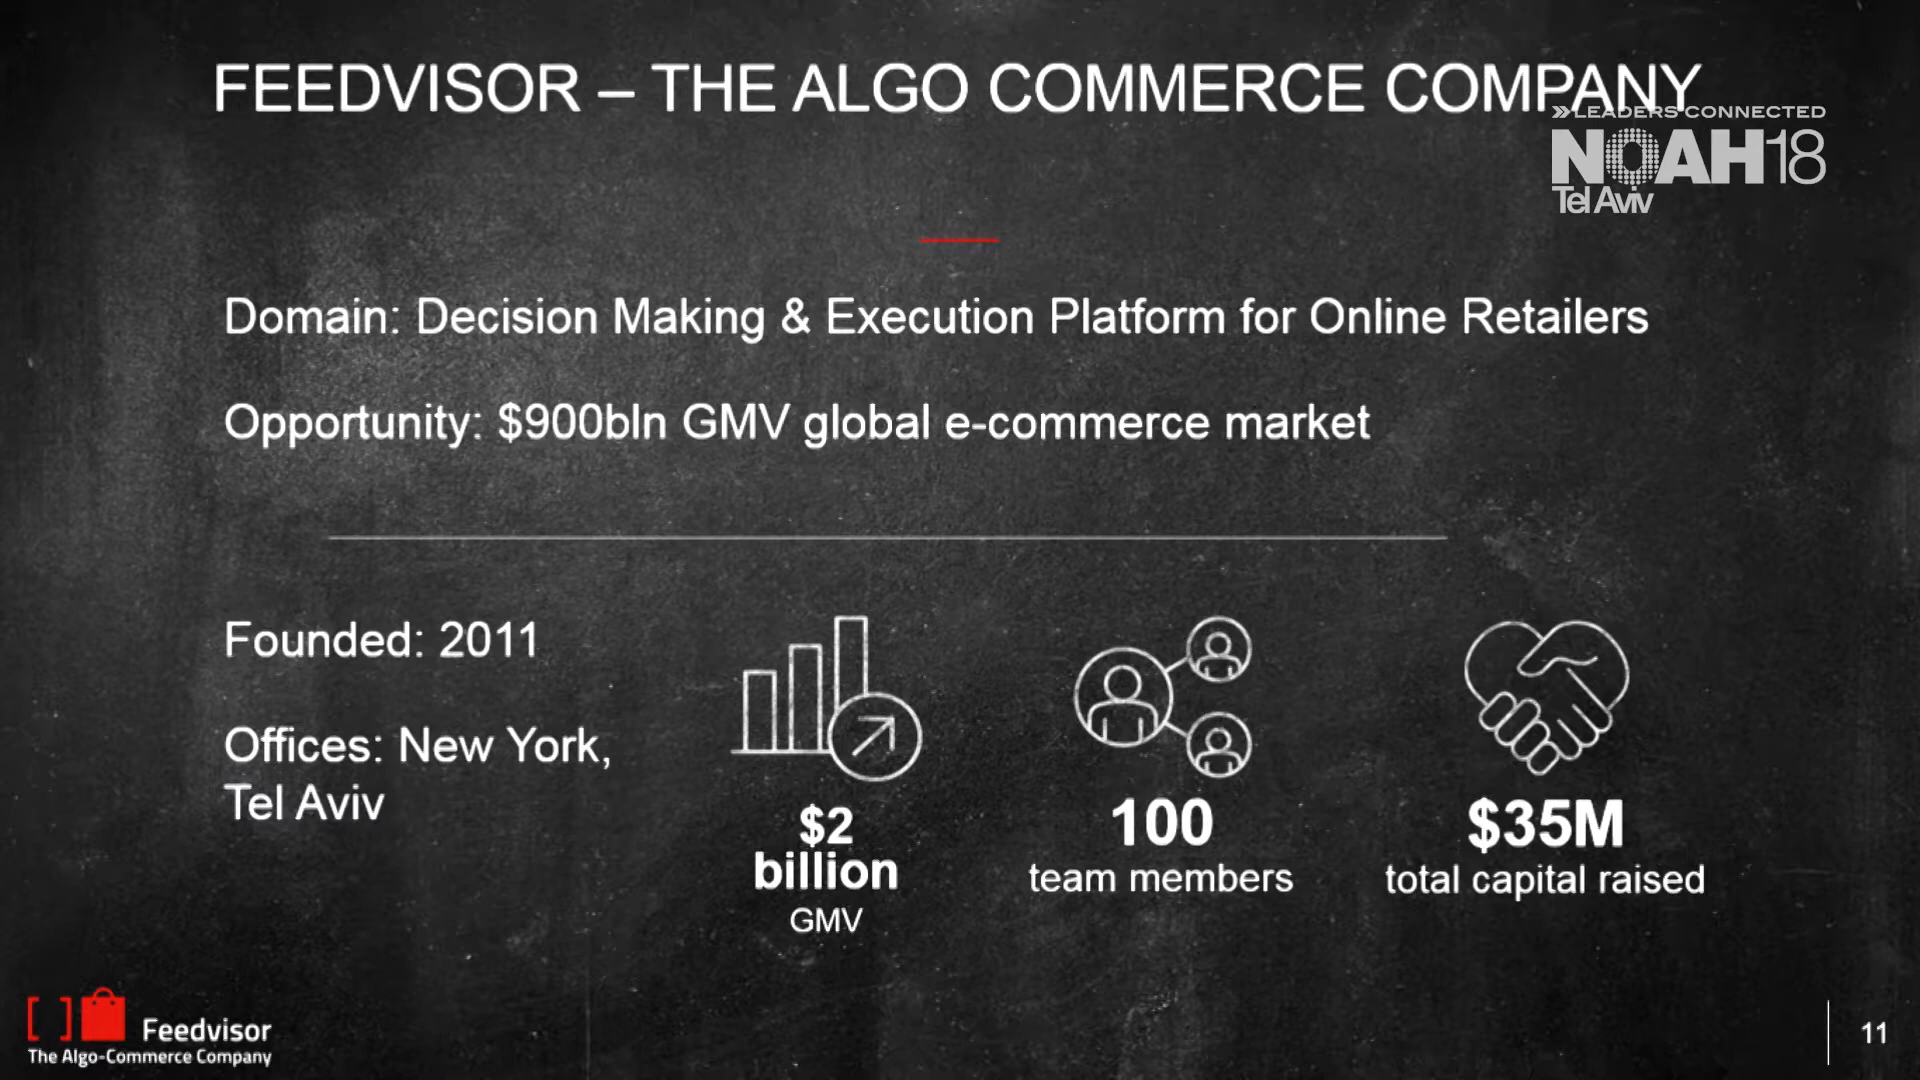 FEEDVISOR – THE ALGO COMMERCE COMPANY
LEADERS CONNECTED
NOAH18
Tel Aviv
Domain: Decision Making & Execution Platform for Online Retailers
Opportunity: $900bln GMV global e-commerce market
Founded: 2011
Offices: New York,
Tel Aviv
$2
billion
GMV
100
team members
$35M
total capital raised
Feedvisor
The Algo-Commerce Company
11